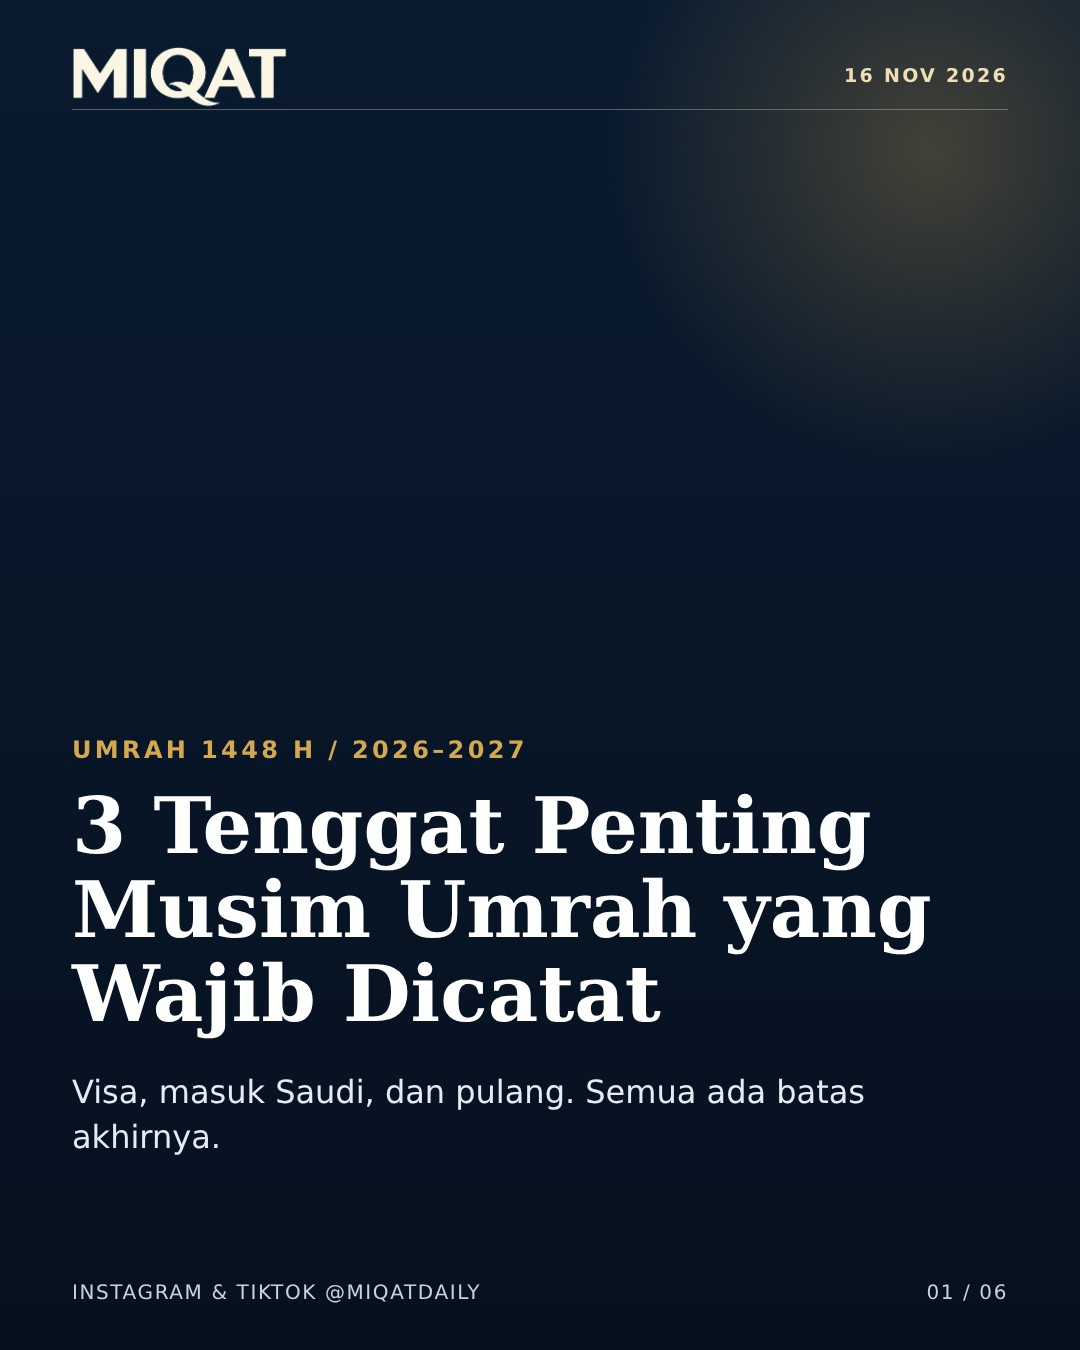 MIQAT
16 NOV 2026
UMRAH 1448 H / 2026–2027
3 Tenggat Penting
Musim Umrah yang
Wajib Dicatat
Visa, masuk Saudi, dan pulang. Semua ada batas
akhirnya.
INSTAGRAM & TIKTOK @MIQATDAILY
01 / 06